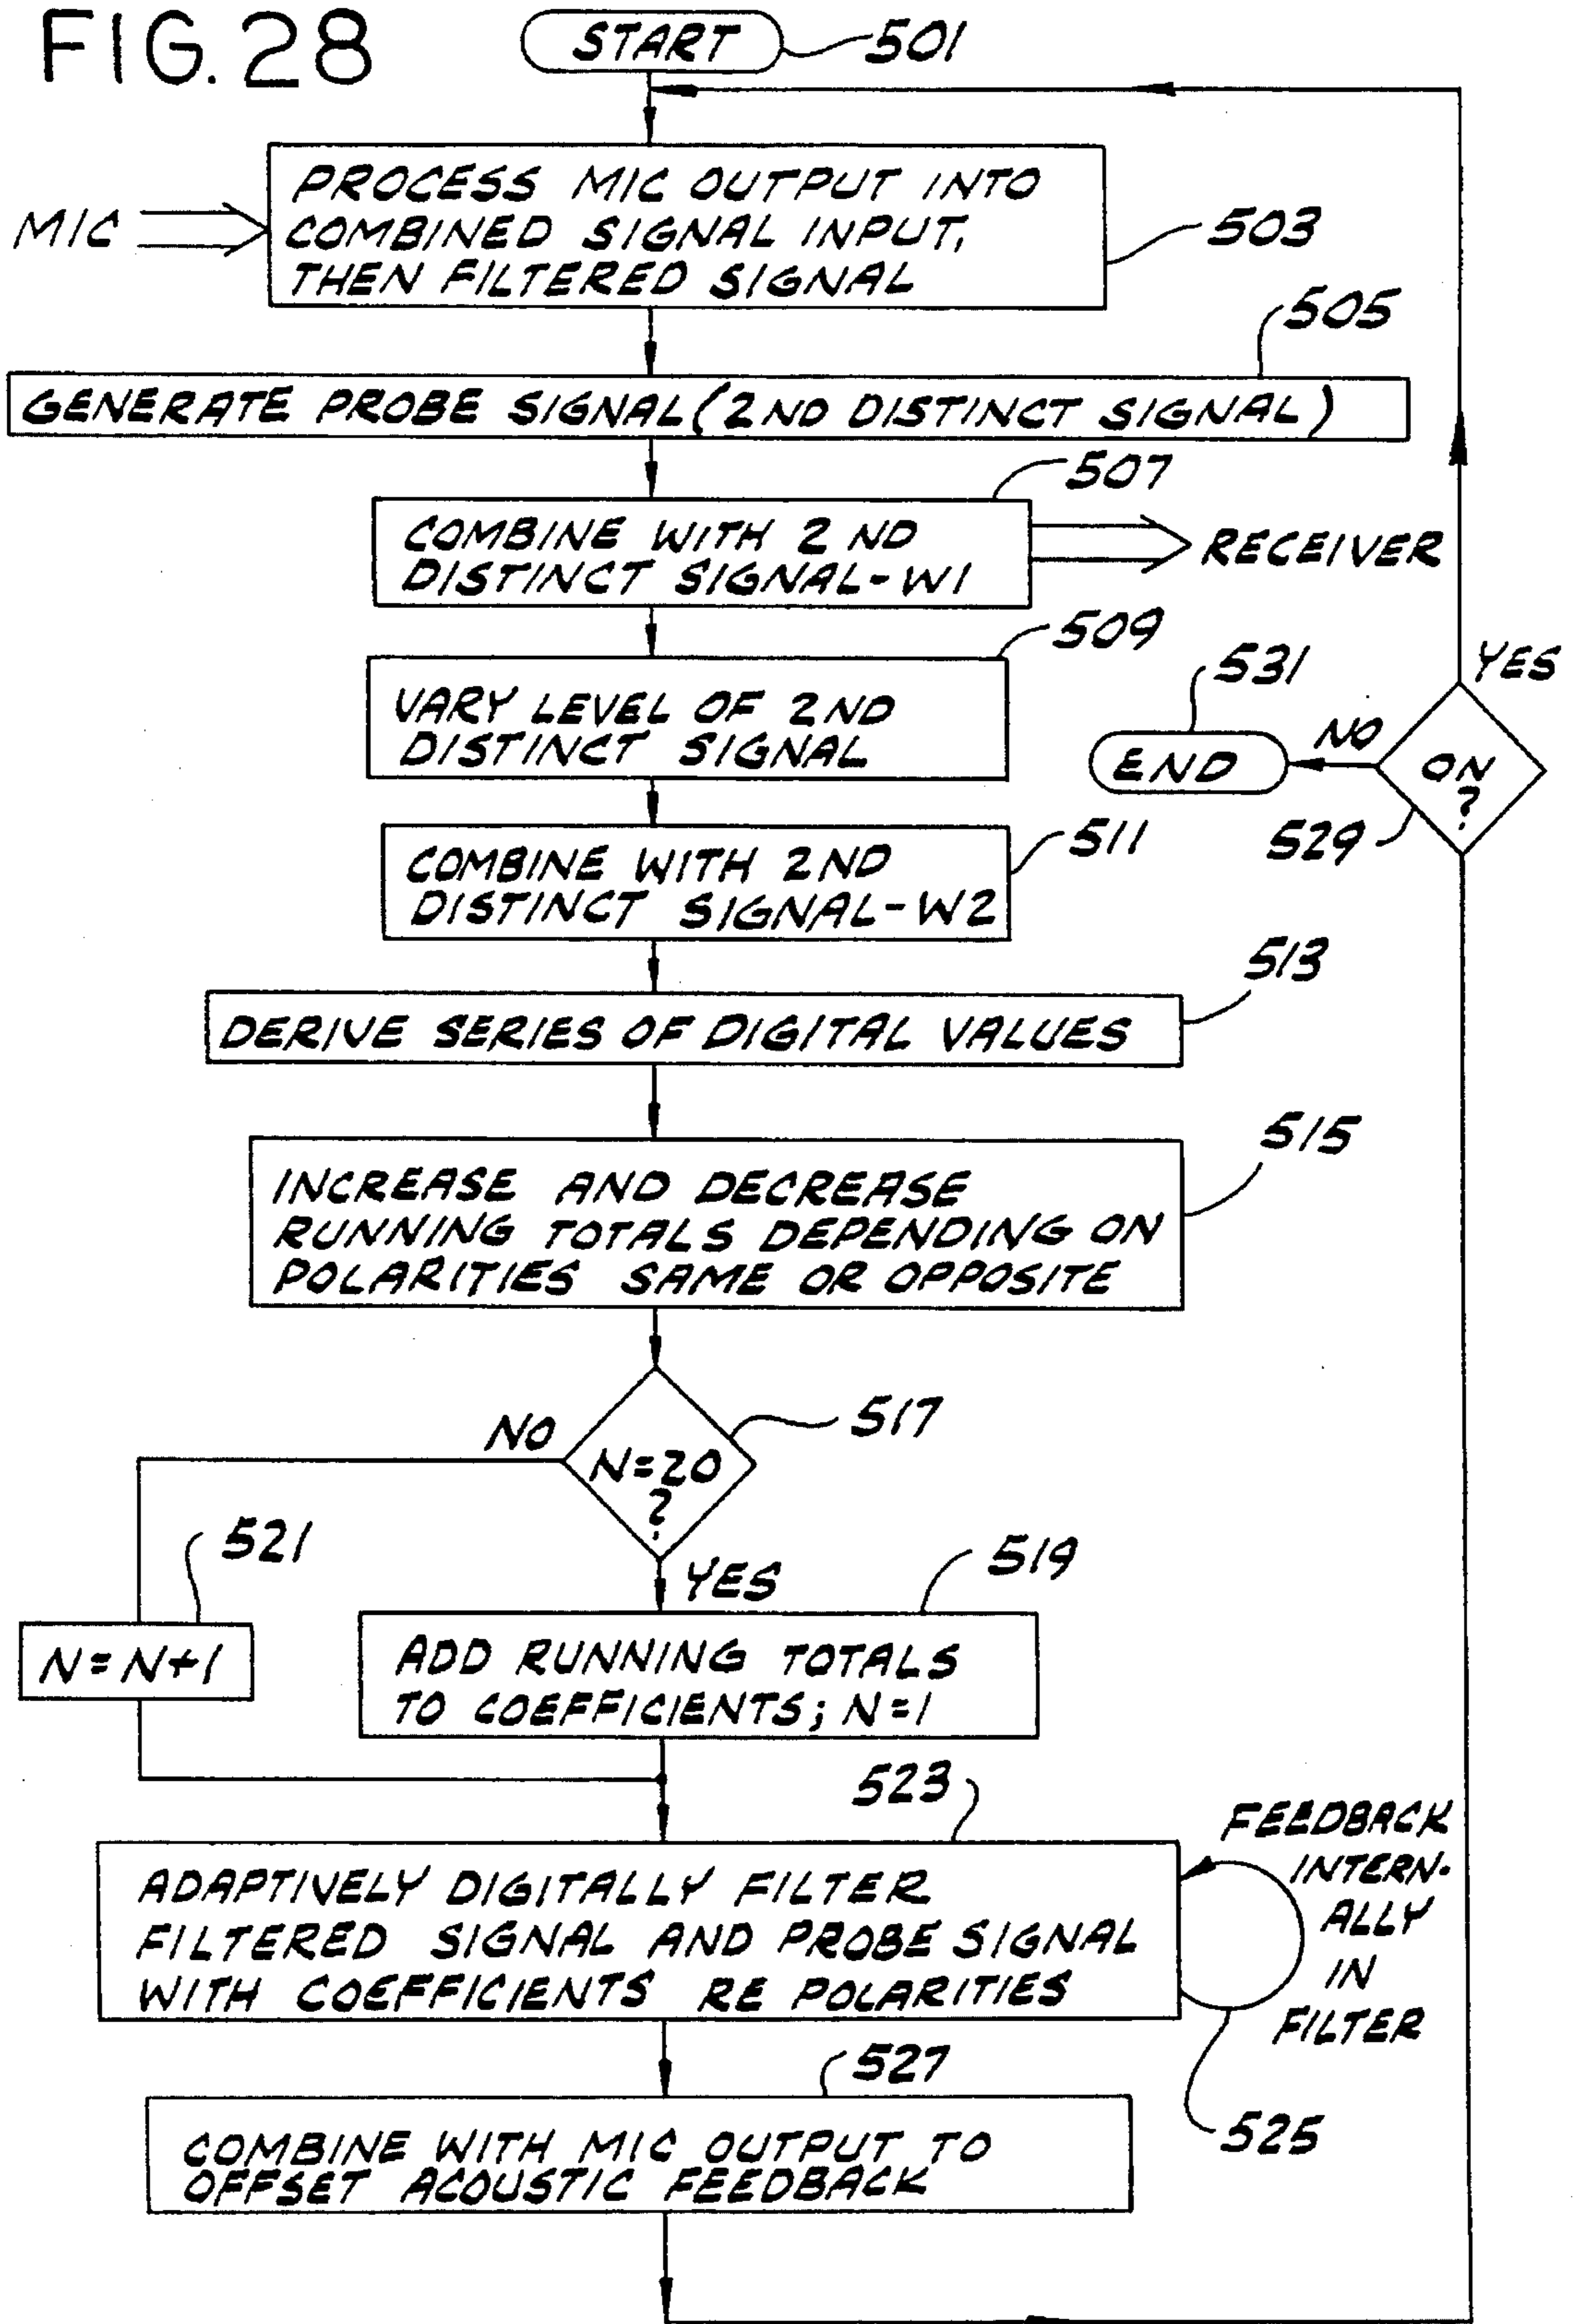 FIG. 28
START
501
MIC
PROCESS MIC OUTPUT INTO
COMBINED SIGNAL INPUT,
THEN FILTERED SIGNAL
503
505
GENERATE PROBE SIGNAL (2ND DISTINCT SIGNAL)
507
COMBINE WITH 2ND
DISTINCT SIGNAL-W1
RECEIVER
509
VARY LEVEL OF 2ND
DISTINCT SIGNAL
531
YES
NO
END
ON
?
529
511
COMBINE WITH 2ND
DISTINCT SIGNAL-W2
513
DERIVE SERIES OF DIGITAL VALUES
515
INCREASE AND DECREASE
RUNNING TOTALS DEPENDING ON
POLARITIES SAME OR OPPOSITE
517
NO
N=20
?
521
YES
519
N=N+1
ADD RUNNING TOTALS
TO COEFFICIENTS; N=1
523
ADAPTIVELY DIGITALLY FILTER
FILTERED SIGNAL AND PROBE SIGNAL
WITH COEFFICIENTS RE POLARITIES
FEEDBACK
INTERN-
ALLY
IN
FILTER
525
527
COMBINE WITH MIC OUTPUT TO
OFFSET ACOUSTIC FEEDBACK